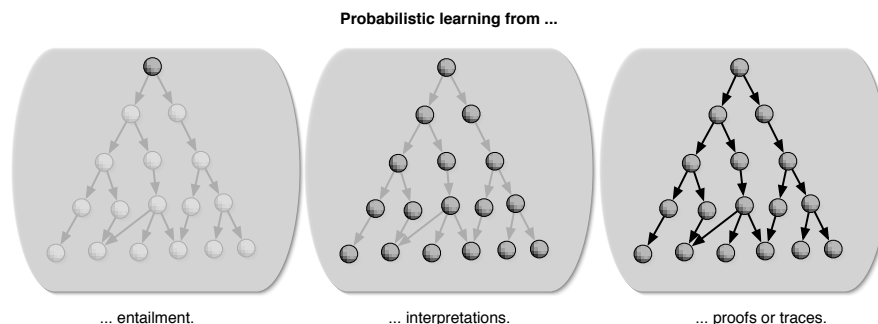 Probabilistic learning from ...
... entailment.
... interpretations.
... proofs or traces.